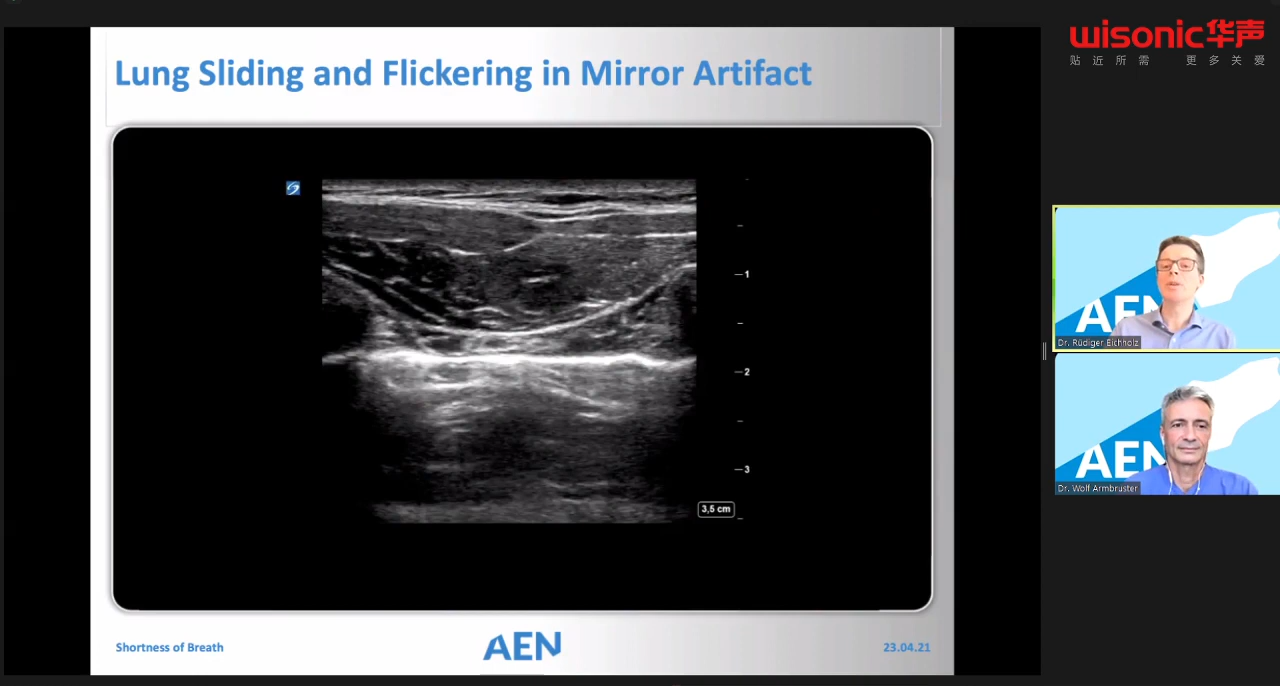 Lung Sliding and Flickering in Mirror Artifact
1
2
3
3,5 cm
Shortness of Breath
AEN
23.04.21
wisonic华声
贴近所需 更多关爱
AEN
Dr. Rüdiger Eichholz
AEN
Dr. Wolf Armbruster